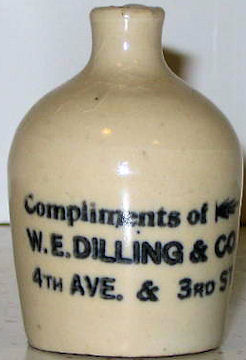 Compliments of
W.E. DILLING & CO
4TH AVE. & 3RD ST